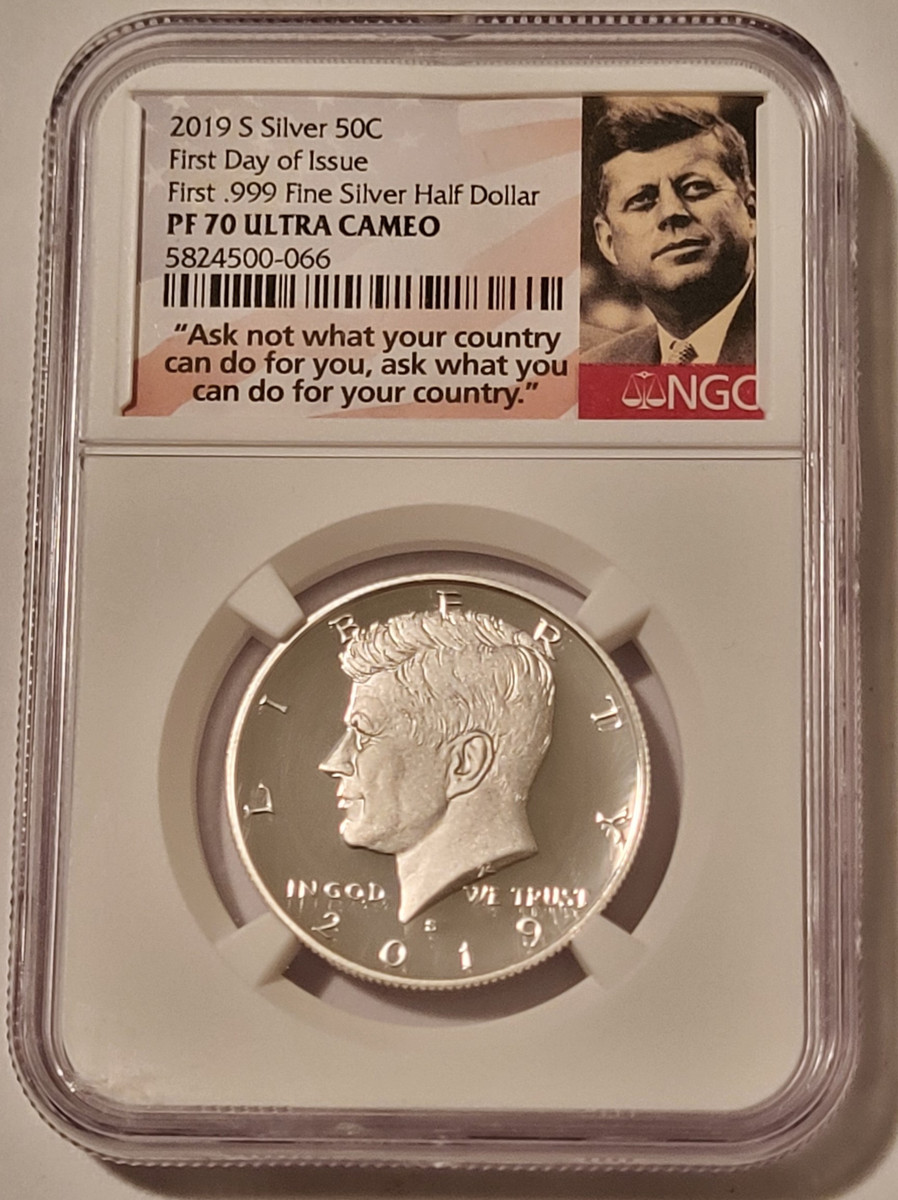 2019 S Silver 50C
First Day of Issue
First .999 Fine Silver Half Dollar
PF 70 ULTRA CAMEO
5824500-066
“Ask not what your country
can do for you, ask what you
can do for your country.”
NGC
LIBERTY
IN GOD WE TRUST
S
2019